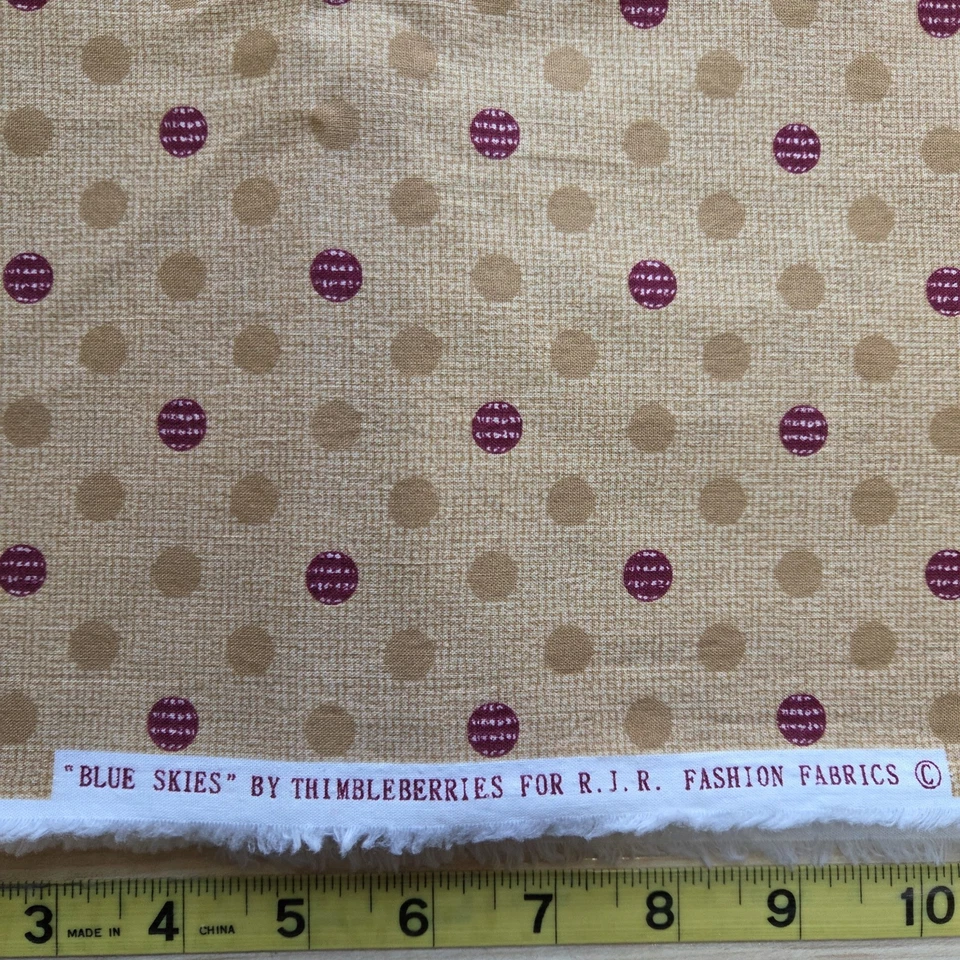 "BLUE SKIES" BY THIMBLEBERRIES FOR R.J.R. FASHION FABRICS ©
3 MADE IN 4 CHINA 5 6 7 8 9 10